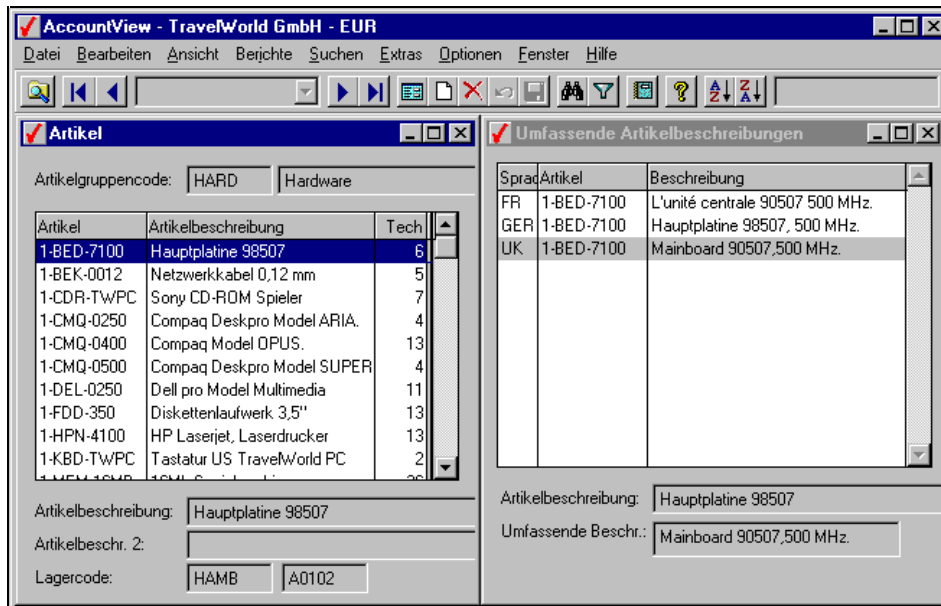 AccountView - TravelWorld GmbH - EUR
Datei Bearbeiten Ansicht Berichte Suchen Extras Optionen Fenster Hilfe
Artikel
Artikelgruppencode: HARD Hardware
Artikel Artikelbeschreibung Tech
1-BED-7100 Hauptplatine 98507 6
1-BEK-0012 Netzwerkkabel 0,12 mm 5
1-CDR-TWPC Sony CD-ROM Spieler 7
1-CMQ-0250 Compaq Deskpro Model ARIA. 4
1-CMQ-0400 Compaq Model OPUS. 13
1-CMQ-0500 Compaq Deskpro Model SUPER 4
1-DEL-0250 Dell pro Model Multimedia 11
1-FDD-350 Diskettenlaufwerk 3,5" 13
1-HPN-4100 HP Laserjet, Laserdrucker 13
1-KBD-TWPC Tastatur US TravelWorld PC 2
Artikelbeschreibung: Hauptplatine 98507
Artikelbeschr. 2:
Lagercode: HAMB A0102
Umfassende Artikelbeschreibungen
Sprac Artikel Beschreibung
FR 1-BED-7100 L'unité centrale 90507 500 MHz.
GER 1-BED-7100 Hauptplatine 98507, 500 MHz.
UK 1-BED-7100 Mainboard 90507,500 MHz.
Artikelbeschreibung: Hauptplatine 98507
Umfassende Beschr.: Mainboard 90507,500 MHz.